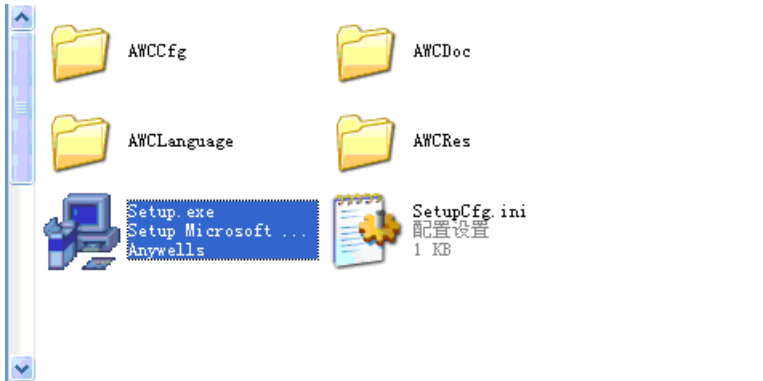 AWCCfg
AWCDoc
AWCLanguage
AWCRes
Setup.exe
Setup Microsoft ...
Anywells
SetupCfg.ini
配置设置
1 KB